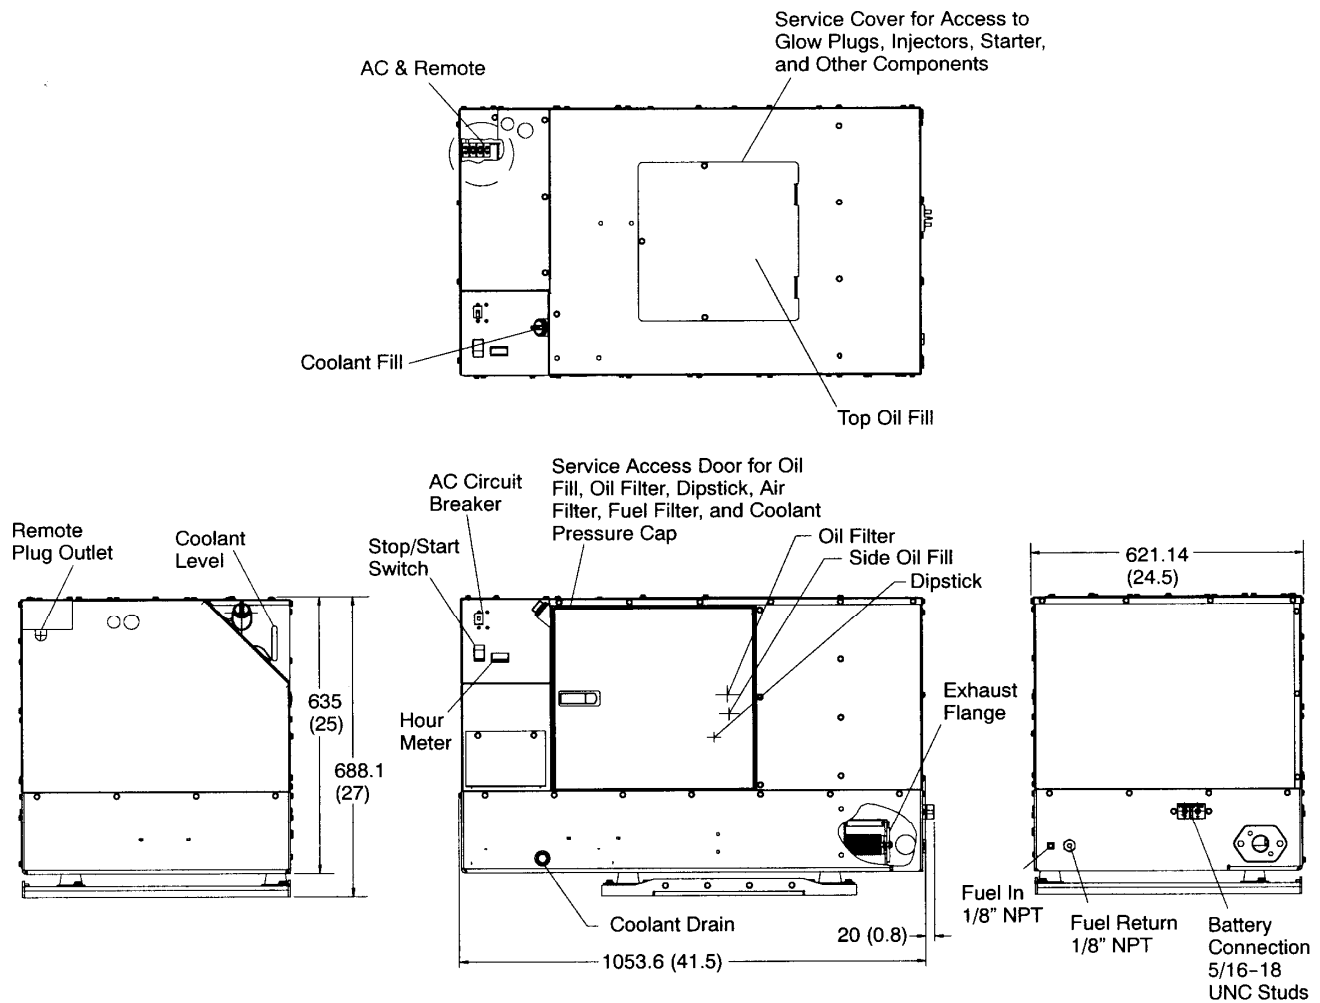 Service Cover for Access to
Glow Plugs, Injectors, Starter,
and Other Components
AC & Remote
Coolant Fill
Top Oil Fill
Remote
Plug Outlet
Coolant
Level
635
(25)
688.1
(27)
AC Circuit
Breaker
Stop/Start
Switch
Service Access Door for Oil
Fill, Oil Filter, Dipstick, Air
Filter, Fuel Filter, and Coolant
Pressure Cap
Oil Filter
Side Oil Fill
Dipstick
Hour
Meter
Exhaust
Flange
Coolant Drain
20 (0.8)
1053.6 (41.5)
621.14
(24.5)
Fuel In
1/8” NPT
Fuel Return
1/8” NPT
Battery
Connection
5/16-18
UNC Studs